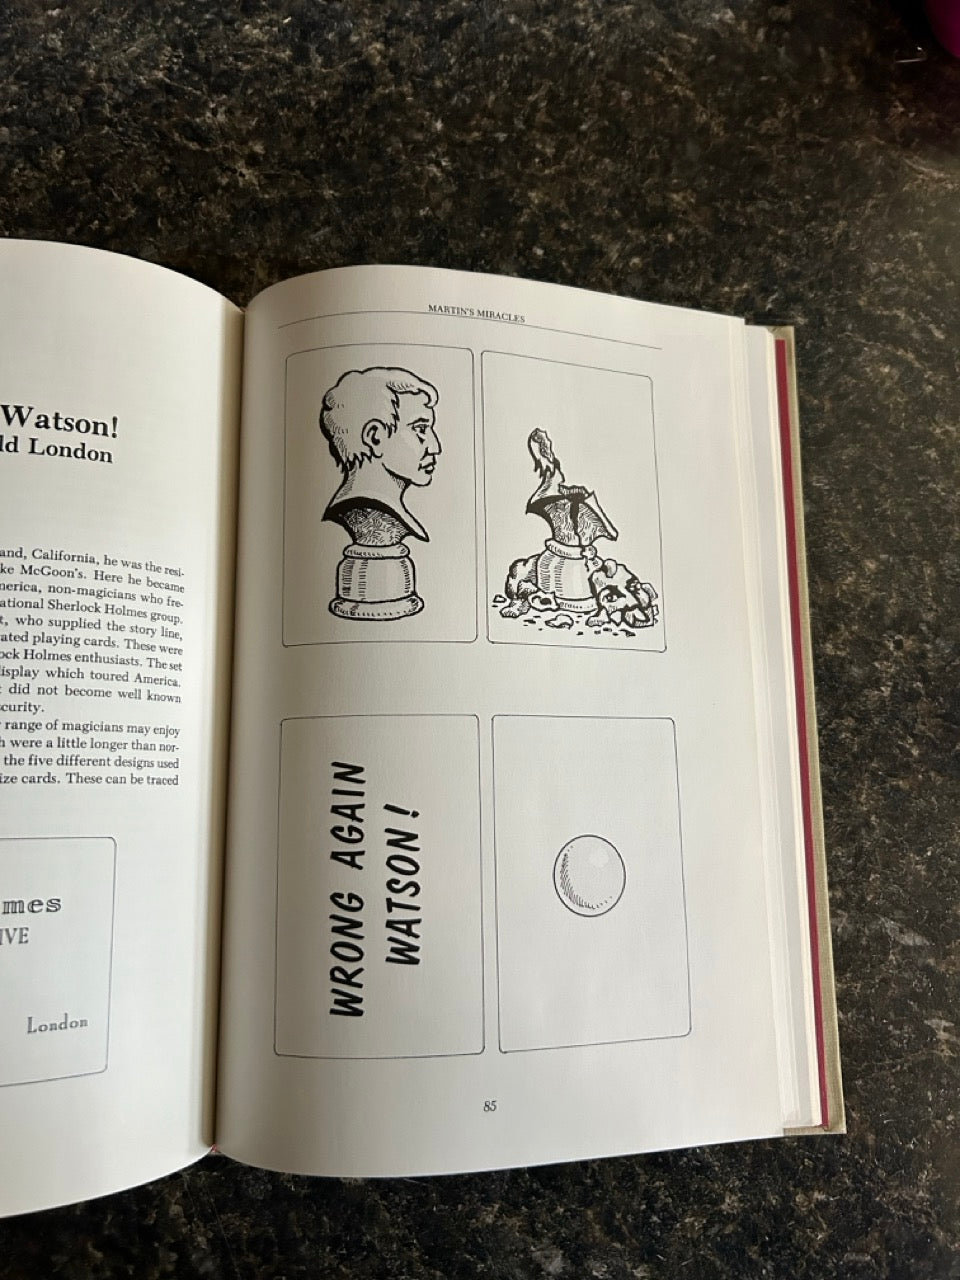 Watson!
ld London
and, California, he was the resi-
ke McGoon's. Here he became
merica, non-magicians who fre-
ational Sherlock Holmes group.
t, who supplied the story line,
ated playing cards. These were
ock Holmes enthusiasts. The set
isplay which toured America.
t did not become well known
curity.
r range of magicians may enjoy
h were a little longer than nor-
the five different designs used
ize cards. These can be traced
mes
IVE
London
MARTIN'S MIRACLES
WRONG AGAIN
WATSON!
85